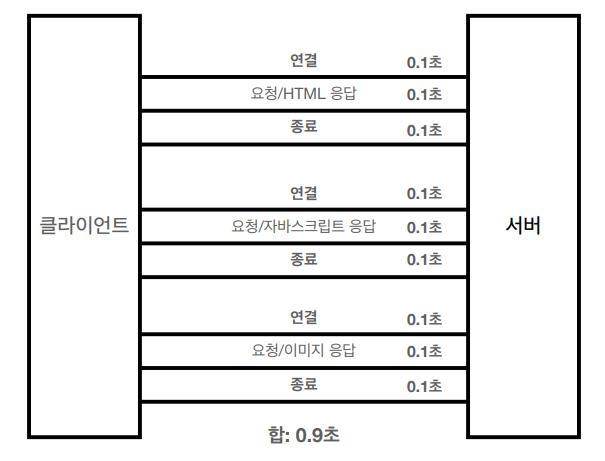 연결 0.1초
요청/HTML 응답 0.1초
종료 0.1초
연결 0.1초
클라이언트
요청/자바스크립트 응답 0.1초
서버
종료 0.1초
연결 0.1초
요청/이미지 응답 0.1초
종료 0.1초
합: 0.9초